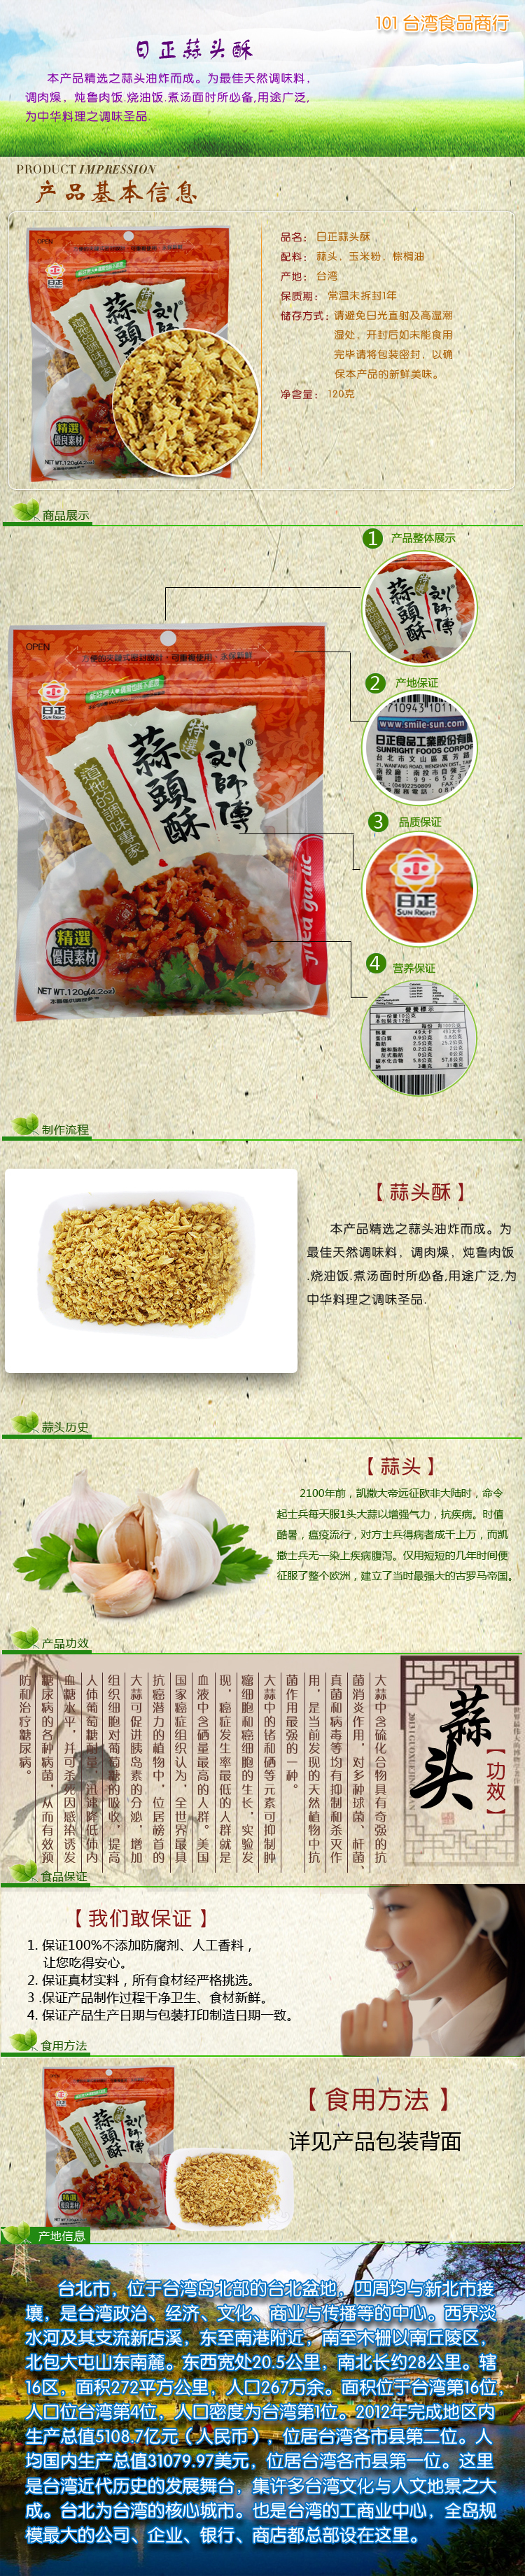 101 台湾食品商行
日正蒜头酥
本产品精选之蒜头油炸而成。为最佳天然调味料，
调肉燥，炖鲁肉饭.烧油饭.煮汤面时所必备,用途广泛,
为中华料理之调味圣品.
PRODUCT IMPRESSION
产品基本信息
品名： 日正蒜头酥
配料： 蒜头、玉米粉、棕榈油
产地： 台湾
保质期： 常温未拆封1年
储存方式：请避免日光直射及高温潮
湿处，开封后如未能食用
完毕请将包装密封，以确
保本产品的新鲜美味。
净含量： 120克
OPEN
日正
蒜頭酥
刘師傅
精選
優良素材
NET WT.120g(4.2oz)
商品展示
1 产品整体展示
OPEN
日正
SUN RIGHT
特選
刘師傅®
蒜頭酥
道地的調味專家
精選
優良素材
NET WT.120g(4.2oz)
2 产地保证
710943 1011
www.smile-sun.com
日正食品工業股份有
SUNRIGHT FOODS CORPOR
台北市文山區萬芳路
3 品质保证
日正
SUN RIGHT
4 营养保证
營養標示
制作流程
【 蒜头酥 】
本产品精选之蒜头油炸而成。为
最佳天然调味料，调肉燥，炖鲁肉饭
.烧油饭.煮汤面时所必备,用途广泛,为
中华料理之调味圣品.
蒜头历史
【 蒜头 】
2100年前，凯撒大帝远征欧非大陆时，命令
起士兵每天服1头大蒜以增强气力，抗疾病。时值
酷暑，瘟疫流行，对方士兵得病者成千上万，而凯
撒士兵无一染上疾病腹泻。仅用短短的几年时间便
征服了整个欧洲，建立了当时最强大的古罗马帝国。
产品功效
蒜头
【功效】
大蒜中含硫化合物具有奇强的抗
菌消炎作用，对多种球菌、杆菌、
真菌和病毒等均有抑制和杀灭作
用，是当前发现的天然植物中抗
菌作用最强的一种。
大蒜中的锗和硒等元素可抑制肿
瘤细胞和癌细胞的生长，实验发
现，癌症发生率最低的人群就是
血液中含硒量最高的人群。美国
国家癌症组织认为，全世界最具
抗癌潜力的植物中，位居榜首的
大蒜可促进胰岛素的分泌，增加
组织细胞对葡萄糖的吸收，提高
人体葡萄糖耐量，迅速降低体内
血糖水平，并可杀死因感染诱发
糖尿病的各种病菌，从而有效预
防和治疗糖尿病。
食品保证
【 我们敢保证 】
1. 保证100%不添加防腐剂、人工香料，
让您吃得安心。
2. 保证真材实料，所有食材经严格挑选。
3 .保证产品制作过程干净卫生、食材新鲜。
4. 保证产品生产日期与包装打印制造日期一致。
食用方法
【 食用方法 】
详见产品包装背面
蒜頭酥
刘師傅
精選
優良素材
产地信息
台北市，位于台湾岛北部的台北盆地，四周均与新北市接
壤，是台湾政治、经济、文化、商业与传播等的中心。西界淡
水河及其支流新店溪，东至南港附近，南至木栅以南丘陵区，
北包大屯山东南麓。东西宽处20.5公里，南北长约28公里。辖
16区，面积272平方公里，人口267万余。面积位于台湾第16位，
人口位台湾第4位，人口密度为台湾第1位。2012年完成地区内
生产总值5108.7亿元（人民币），位居台湾各市县第二位。人
均国内生产总值31079.97美元，位居台湾各市县第一位。这里
是台湾近代历史的发展舞台，集许多台湾文化与人文地景之大
成。台北为台湾的核心城市。也是台湾的工商业中心，全岛规
模最大的公司、企业、银行、商店都总部设在这里。